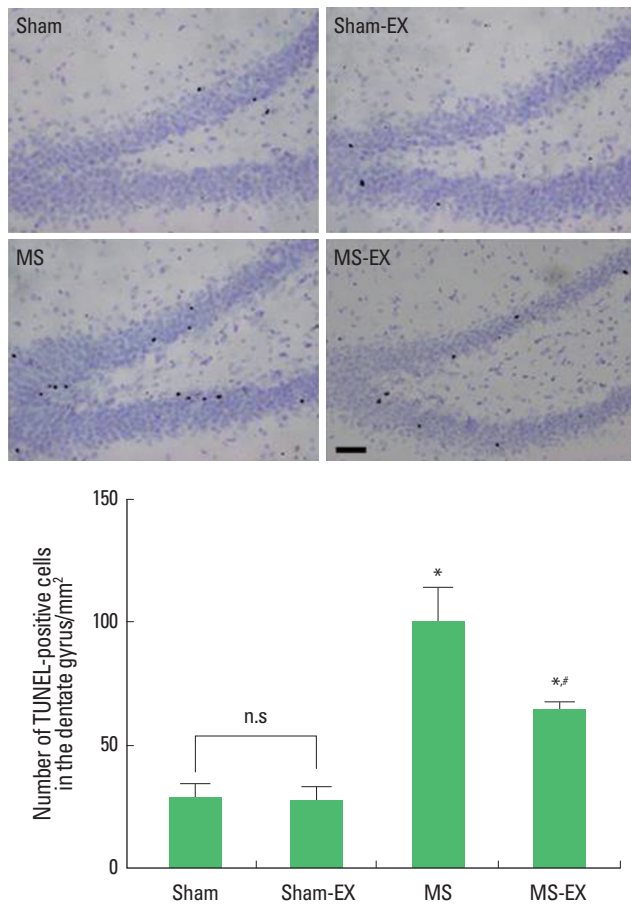 Sham
Sham-EX
MS
MS-EX
Number of TUNEL-positive cells
in the dentate gyrus/mm²
150
100
50
0
n.s
*
*,#
Sham
Sham-EX
MS
MS-EX